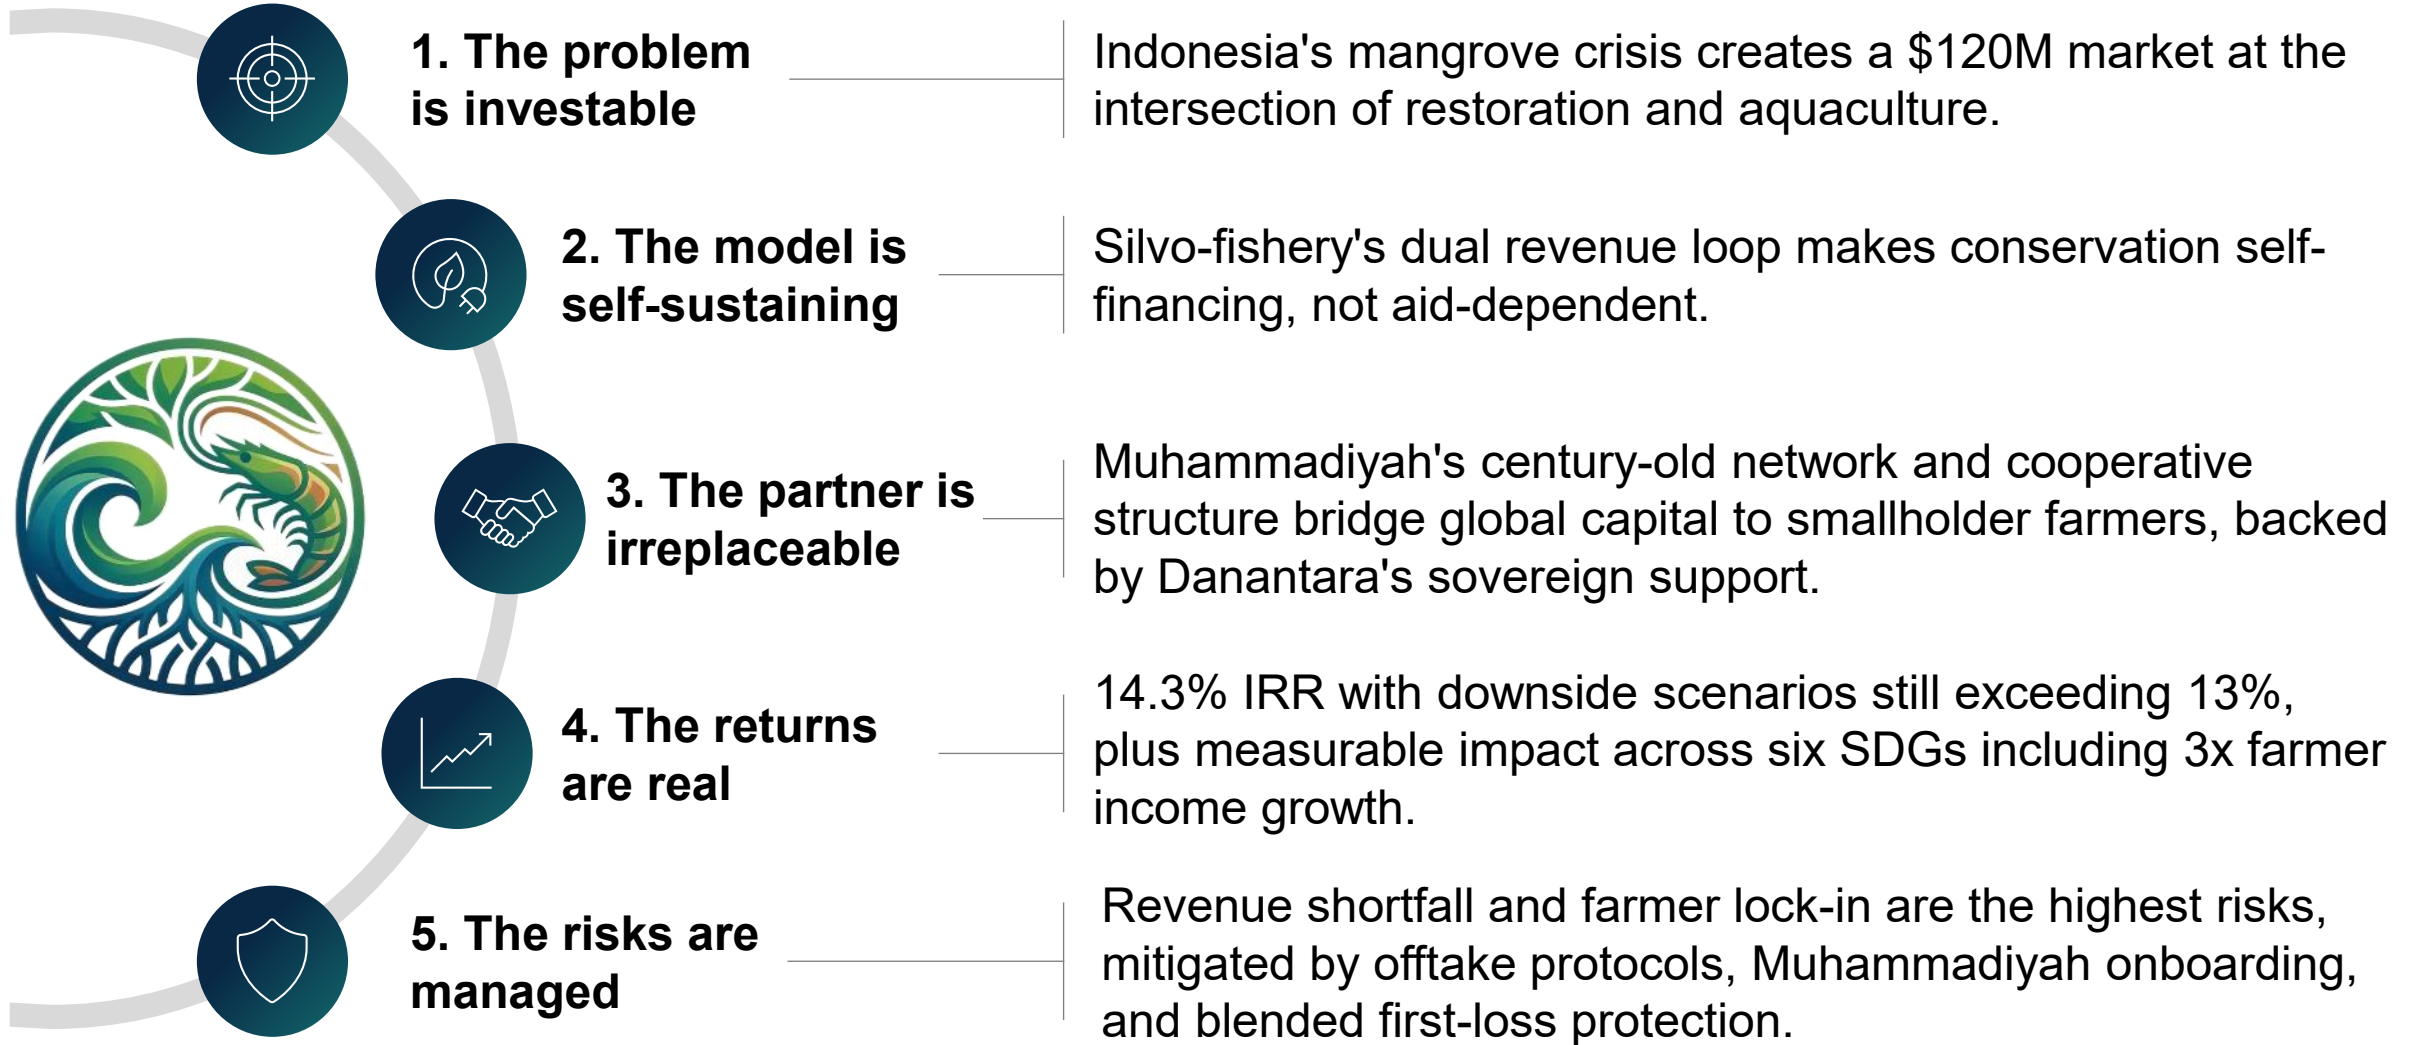 1. The problem
is investable
Indonesia's mangrove crisis creates a $120M market at the
intersection of restoration and aquaculture.
2. The model is
self-sustaining
Silvo-fishery's dual revenue loop makes conservation self-
financing, not aid-dependent.
3. The partner is
irreplaceable
Muhammadiyah's century-old network and cooperative
structure bridge global capital to smallholder farmers, backed
by Danantara's sovereign support.
4. The returns
are real
14.3% IRR with downside scenarios still exceeding 13%,
plus measurable impact across six SDGs including 3x farmer
income growth.
5. The risks are
managed
Revenue shortfall and farmer lock-in are the highest risks,
mitigated by offtake protocols, Muhammadiyah onboarding,
and blended first-loss protection.